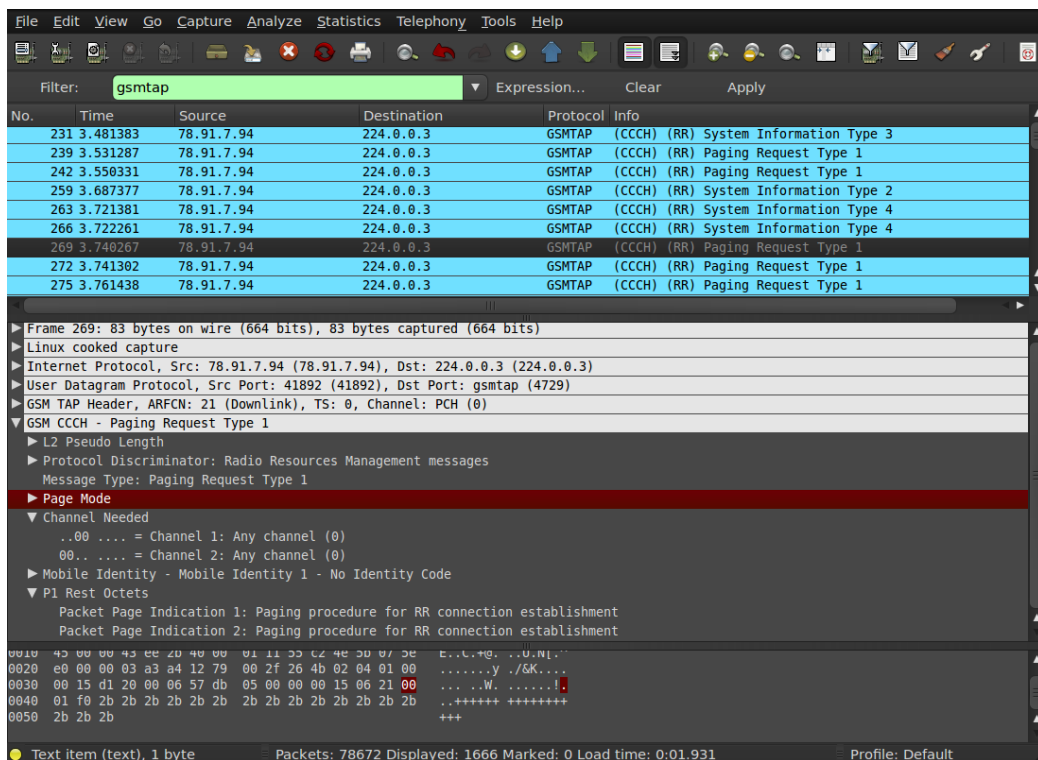 File Edit View Go Capture Analyze Statistics Telephony Tools Help
Filter: gsmtap Expression... Clear Apply
No. Time Source Destination Protocol Info
231 3.481383 78.91.7.94 224.0.0.3 GSMTAP (CCCH) (RR) System Information Type 3
239 3.531287 78.91.7.94 224.0.0.3 GSMTAP (CCCH) (RR) Paging Request Type 1
242 3.550331 78.91.7.94 224.0.0.3 GSMTAP (CCCH) (RR) Paging Request Type 1
259 3.687377 78.91.7.94 224.0.0.3 GSMTAP (CCCH) (RR) System Information Type 2
263 3.721381 78.91.7.94 224.0.0.3 GSMTAP (CCCH) (RR) System Information Type 4
266 3.722261 78.91.7.94 224.0.0.3 GSMTAP (CCCH) (RR) System Information Type 4
269 3.740267 78.91.7.94 224.0.0.3 GSMTAP (CCCH) (RR) Paging Request Type 1
272 3.741302 78.91.7.94 224.0.0.3 GSMTAP (CCCH) (RR) Paging Request Type 1
275 3.761438 78.91.7.94 224.0.0.3 GSMTAP (CCCH) (RR) Paging Request Type 1
Frame 269: 83 bytes on wire (664 bits), 83 bytes captured (664 bits)
Linux cooked capture
Internet Protocol, Src: 78.91.7.94 (78.91.7.94), Dst: 224.0.0.3 (224.0.0.3)
User Datagram Protocol, Src Port: 41892 (41892), Dst Port: gsmtap (4729)
GSM TAP Header, ARFCN: 21 (Downlink), TS: 0, Channel: PCH (0)
GSM CCCH - Paging Request Type 1
L2 Pseudo Length
Protocol Discriminator: Radio Resources Management messages
Message Type: Paging Request Type 1
Page Mode
Channel Needed
..00 .... = Channel 1: Any channel (0)
00.. .... = Channel 2: Any channel (0)
Mobile Identity - Mobile Identity 1 - No Identity Code
P1 Rest Octets
Packet Page Indication 1: Paging procedure for RR connection establishment
Packet Page Indication 2: Paging procedure for RR connection establishment
0010 45 00 00 43 ee 2b 40 00 01 11 55 c2 4e 5b 07 5e E..C.+@. ..U.N[.^
0020 e0 00 00 03 a3 a4 12 79 00 2f 26 4b 02 04 01 00 .......y ./&K....
0030 00 15 d1 20 00 06 57 db 05 00 00 00 15 06 21 00 ... ..W. ......!.
0040 01 f0 2b 2b 2b 2b 2b 2b 2b 2b 2b 2b 2b 2b 2b 2b ..++++++ ++++++++
0050 2b 2b 2b +++
Text item (text), 1 byte Packets: 78672 Displayed: 1666 Marked: 0 Load time: 0:01.931 Profile: Default